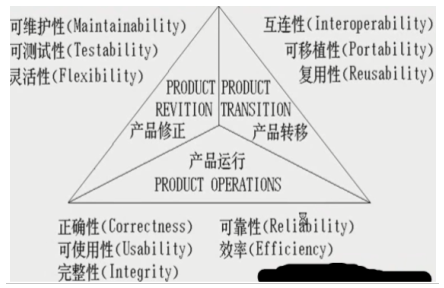 可维护性(Maintainability)
可测试性(Testability)
灵活性(Flexibility)
互连性(Interoperability)
可移植性(Portability)
复用性(Reusability)
PRODUCT
REVITION
产品修正
PRODUCT
TRANSITION
产品转移
产品运行
PRODUCT OPERATIONS
正确性(Correctness)
可使用性(Usability)
完整性(Integrity)
可靠性(Reliability)
效率(Efficiency)